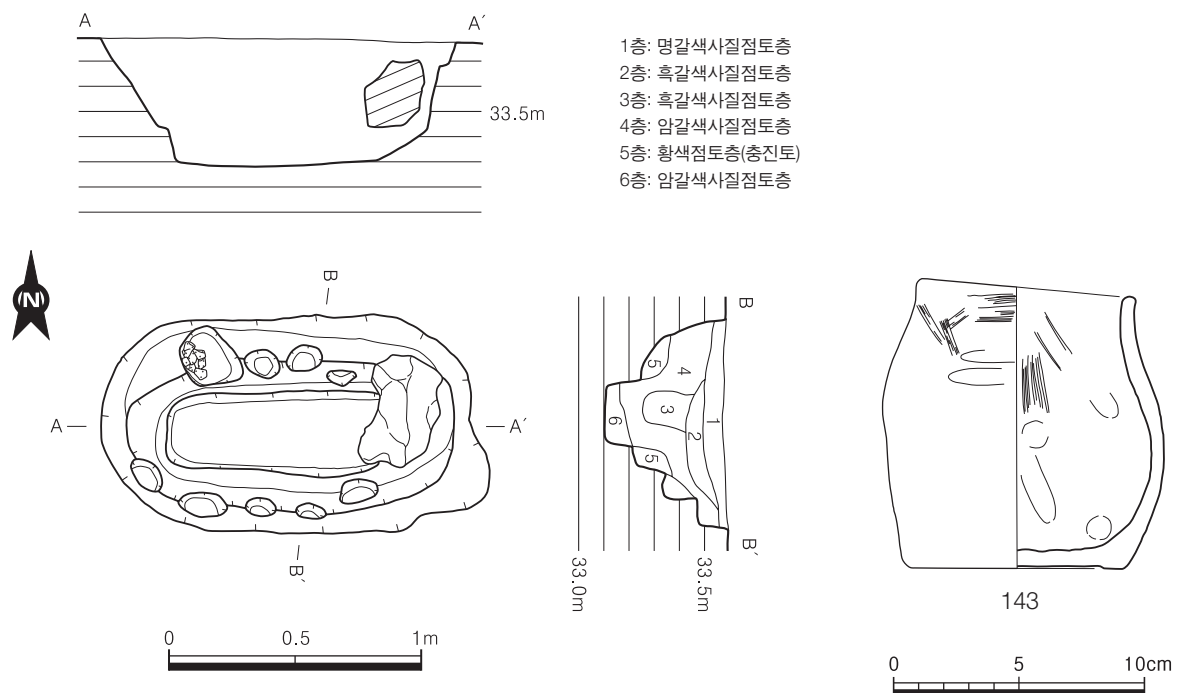 A A´
33.5m
1층: 명갈색사질점토층
2층: 흑갈색사질점토층
3층: 흑갈색사질점토층
4층: 암갈색사질점토층
5층: 황색점토층(충진토)
6층: 암갈색사질점토층
N
B
A A´
B´
B
5 4
6 3 2 1
5
B´
33.0m 33.5m
143
0 0.5 1m
0 5 10cm